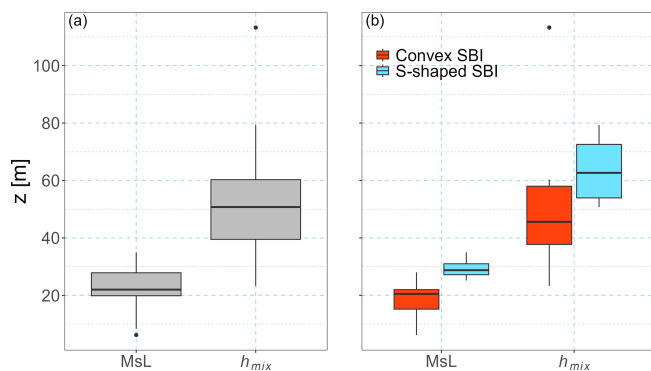 (a)
(b)
Convex SBI
S-shaped SBI
z [m]
100
80
60
40
20
MsL
h_mix
MsL
h_mix